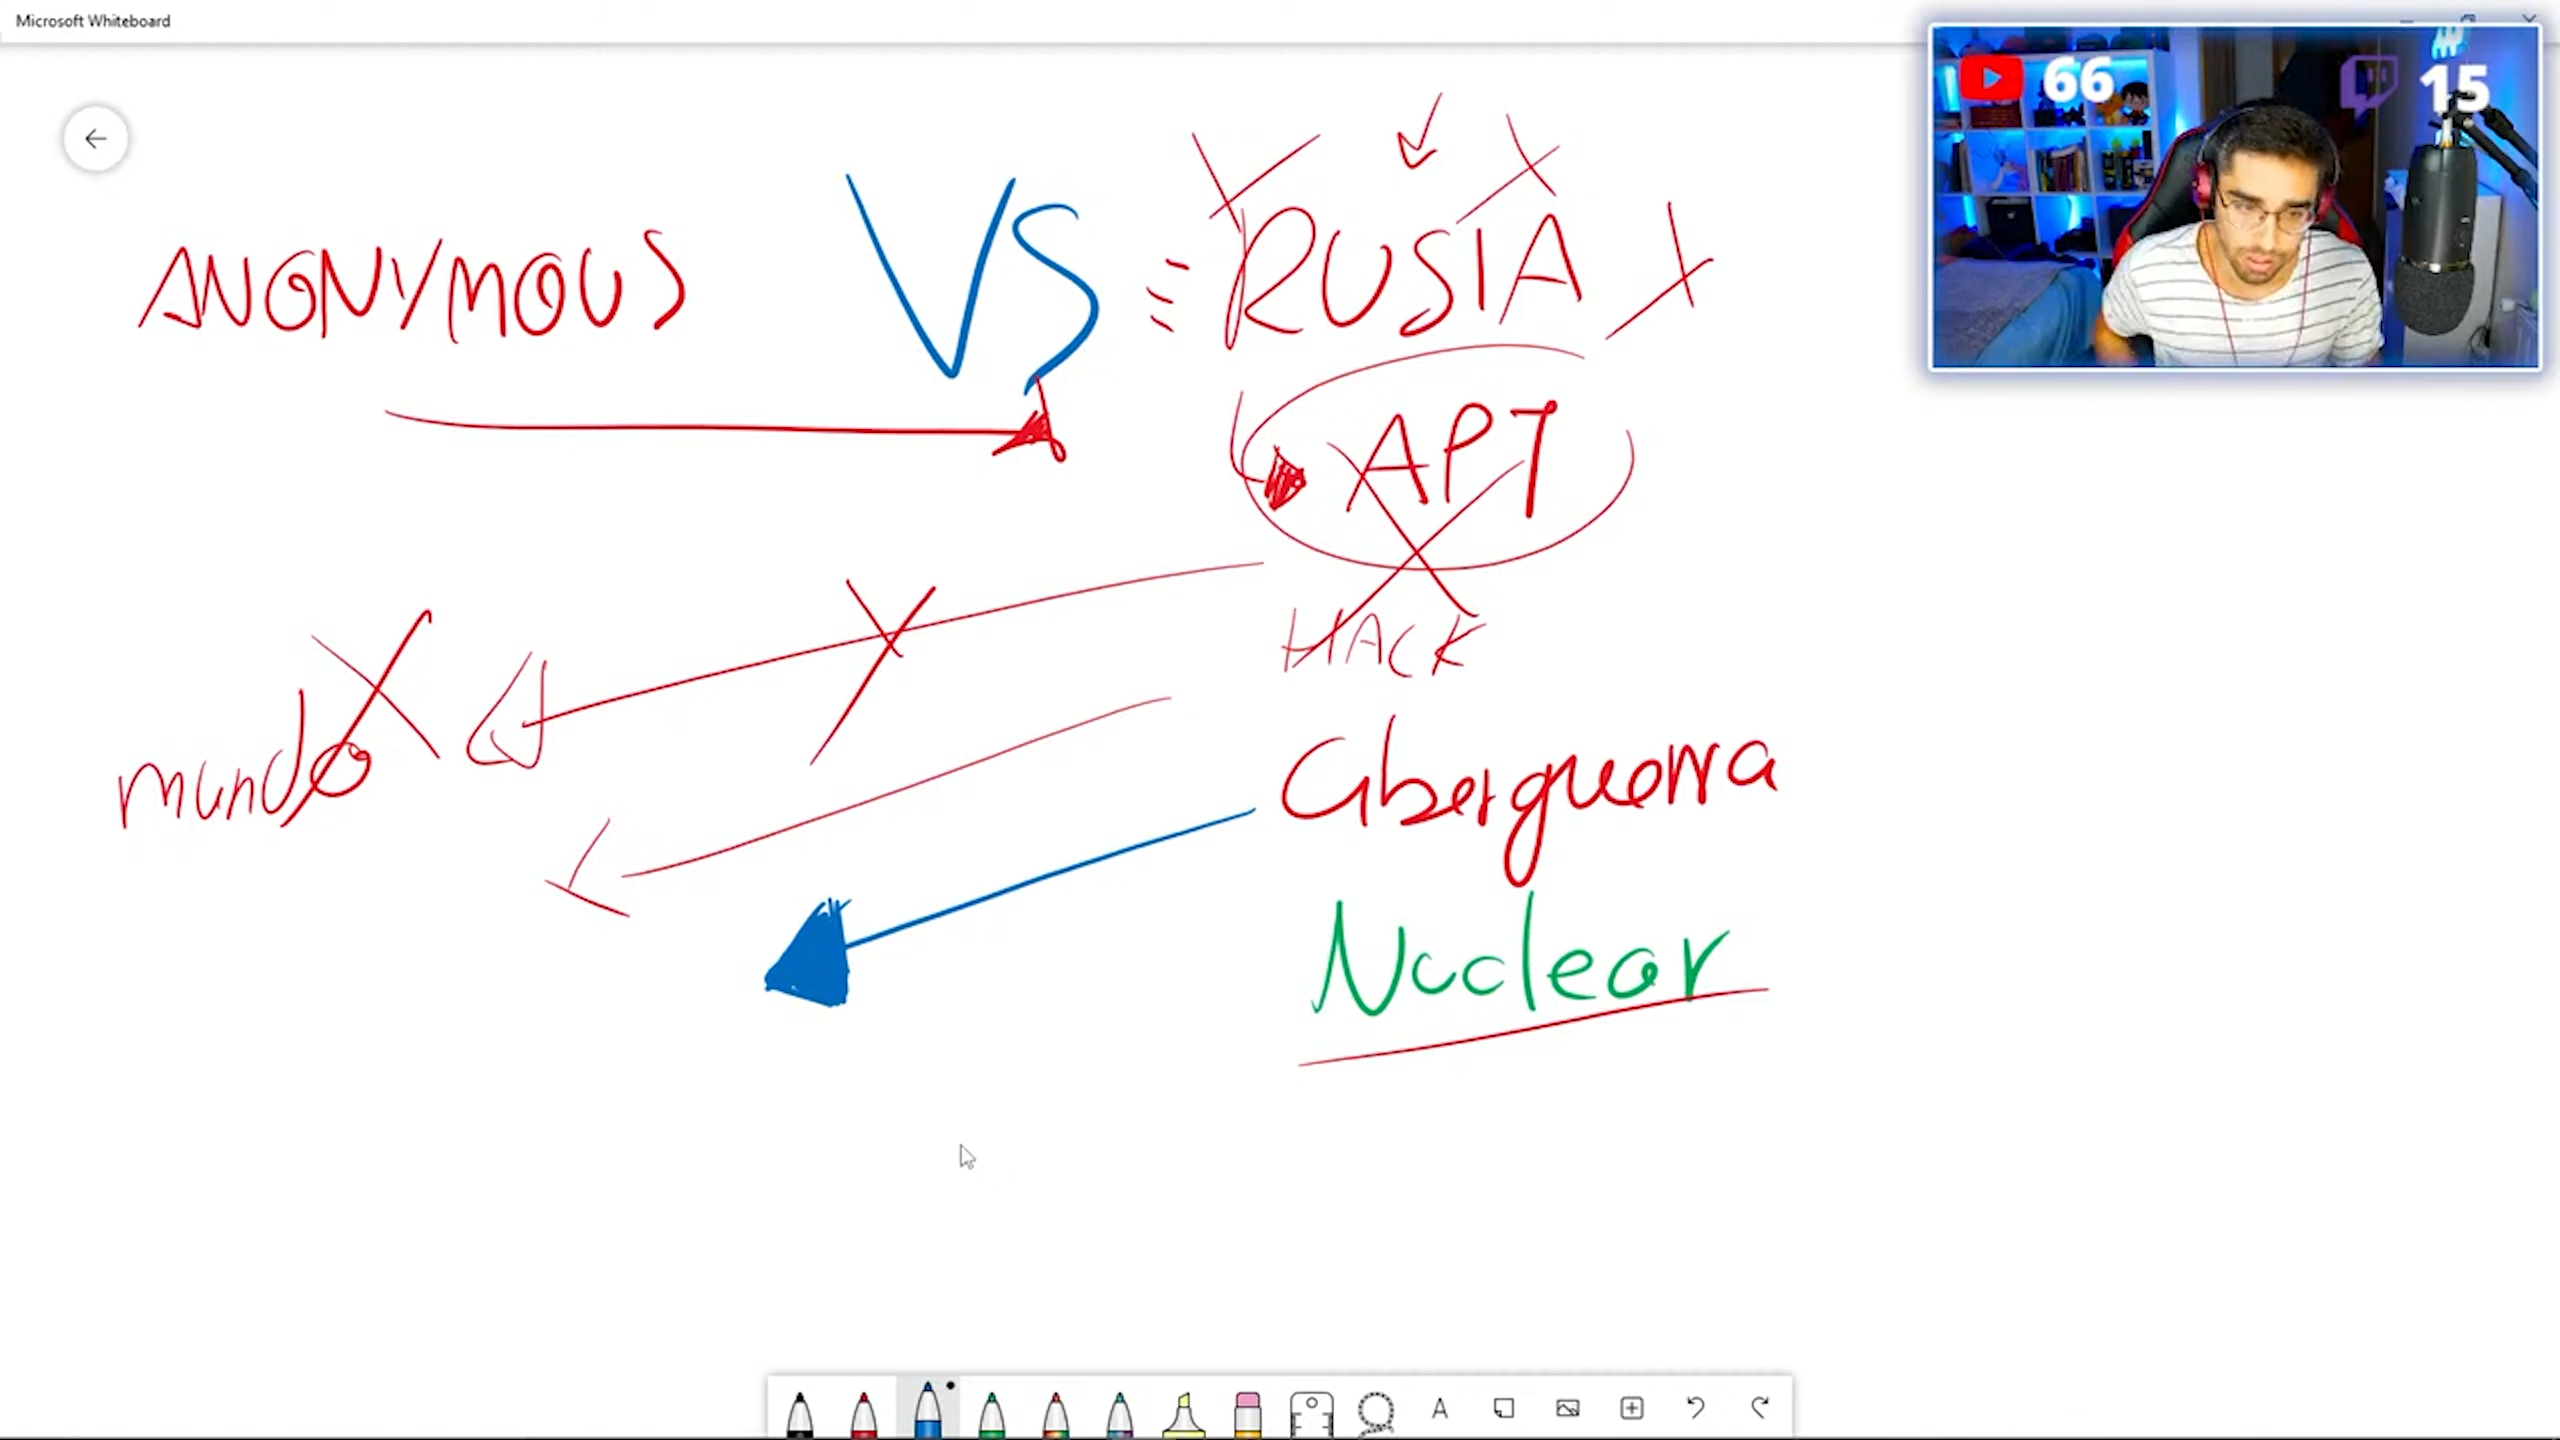 Microsoft Whiteboard
66
15
ANONYMOUS VS RUSIA
APT
HACK
mundo
Ciberguerra
Nuclear
A